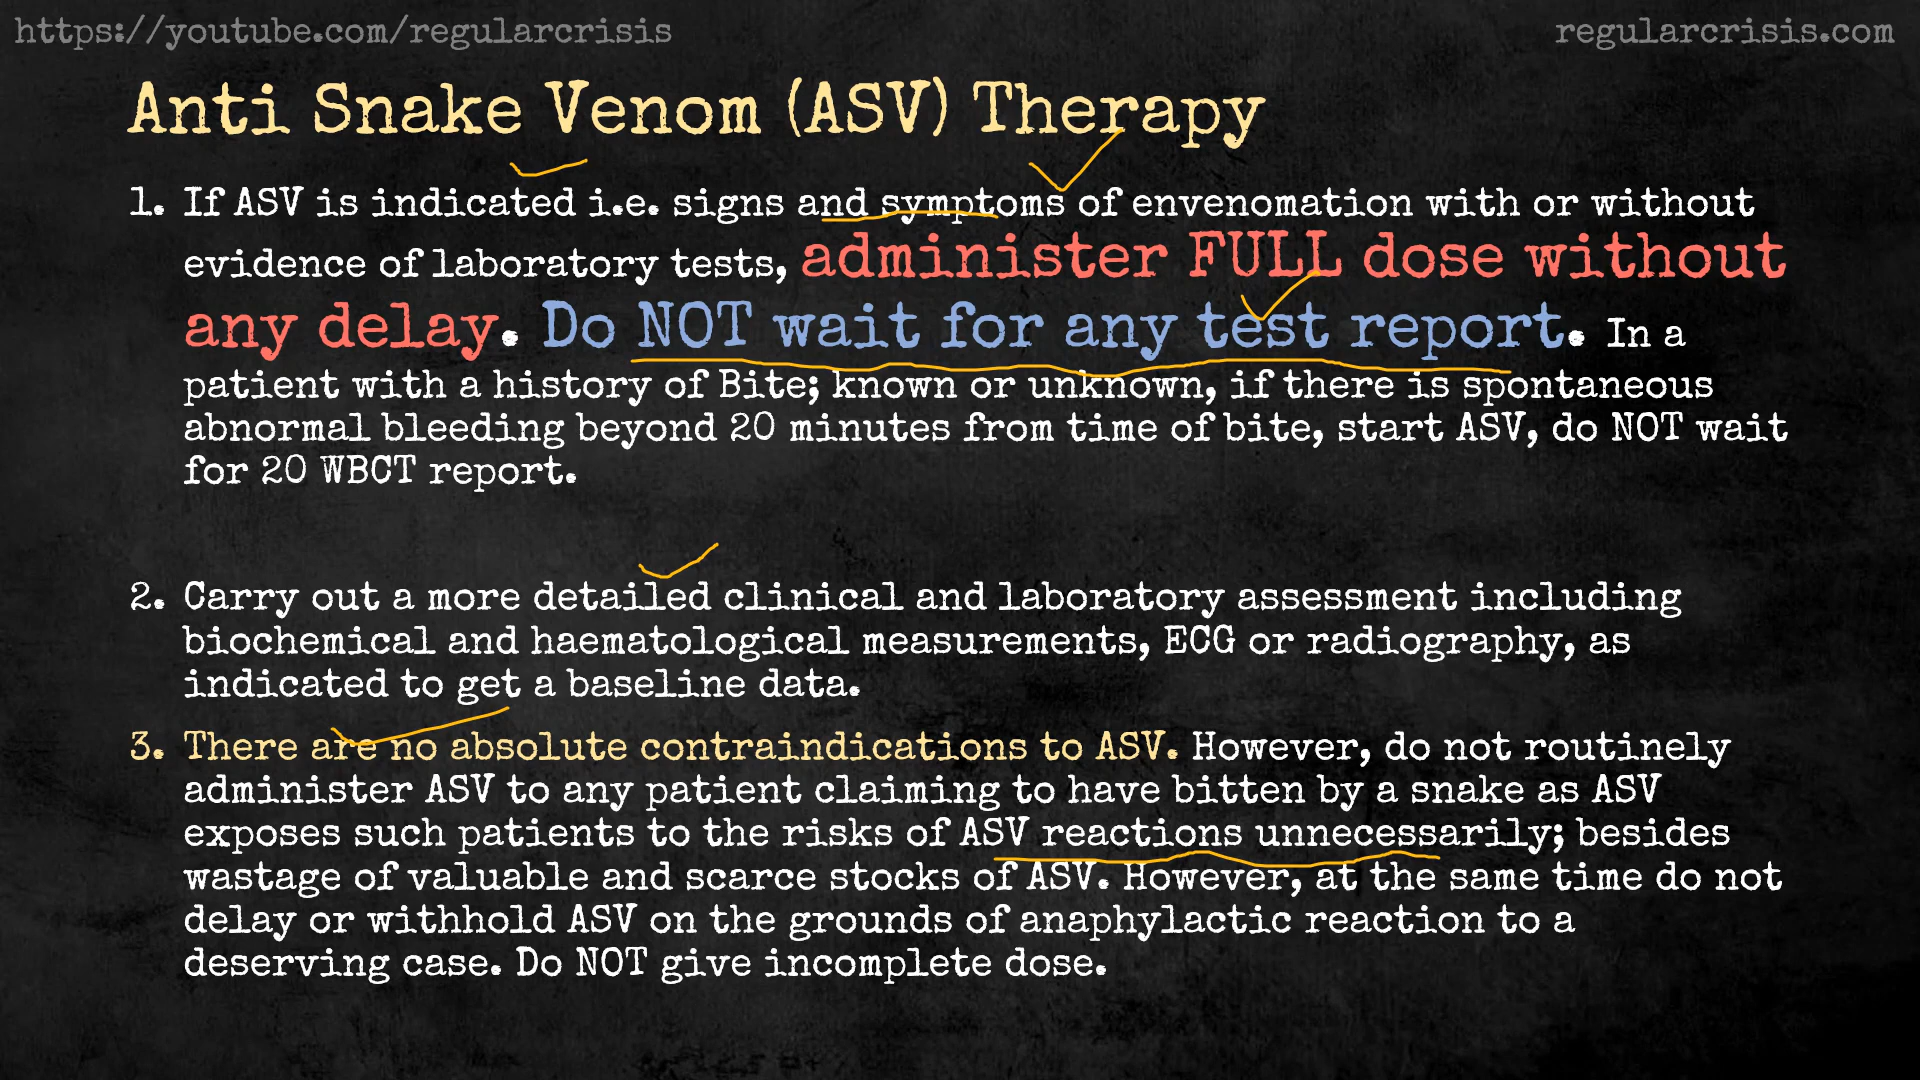 https://youtube.com/regularcrisis
regularcrisis.com
Anti Snake Venom (ASV) Therapy
1. If ASV is indicated i.e. signs and symptoms of envenomation with or without
evidence of laboratory tests, administer FULL dose without
any delay. Do NOT wait for any test report. In a
patient with a history of Bite; known or unknown, if there is spontaneous
abnormal bleeding beyond 20 minutes from time of bite, start ASV, do NOT wait
for 20 WBCT report.
2. Carry out a more detailed clinical and laboratory assessment including
biochemical and haematological measurements, ECG or radiography, as
indicated to get a baseline data.
3. There are no absolute contraindications to ASV. However, do not routinely
administer ASV to any patient claiming to have bitten by a snake as ASV
exposes such patients to the risks of ASV reactions unnecessarily; besides
wastage of valuable and scarce stocks of ASV. However, at the same time do not
delay or withhold ASV on the grounds of anaphylactic reaction to a
deserving case. Do NOT give incomplete dose.